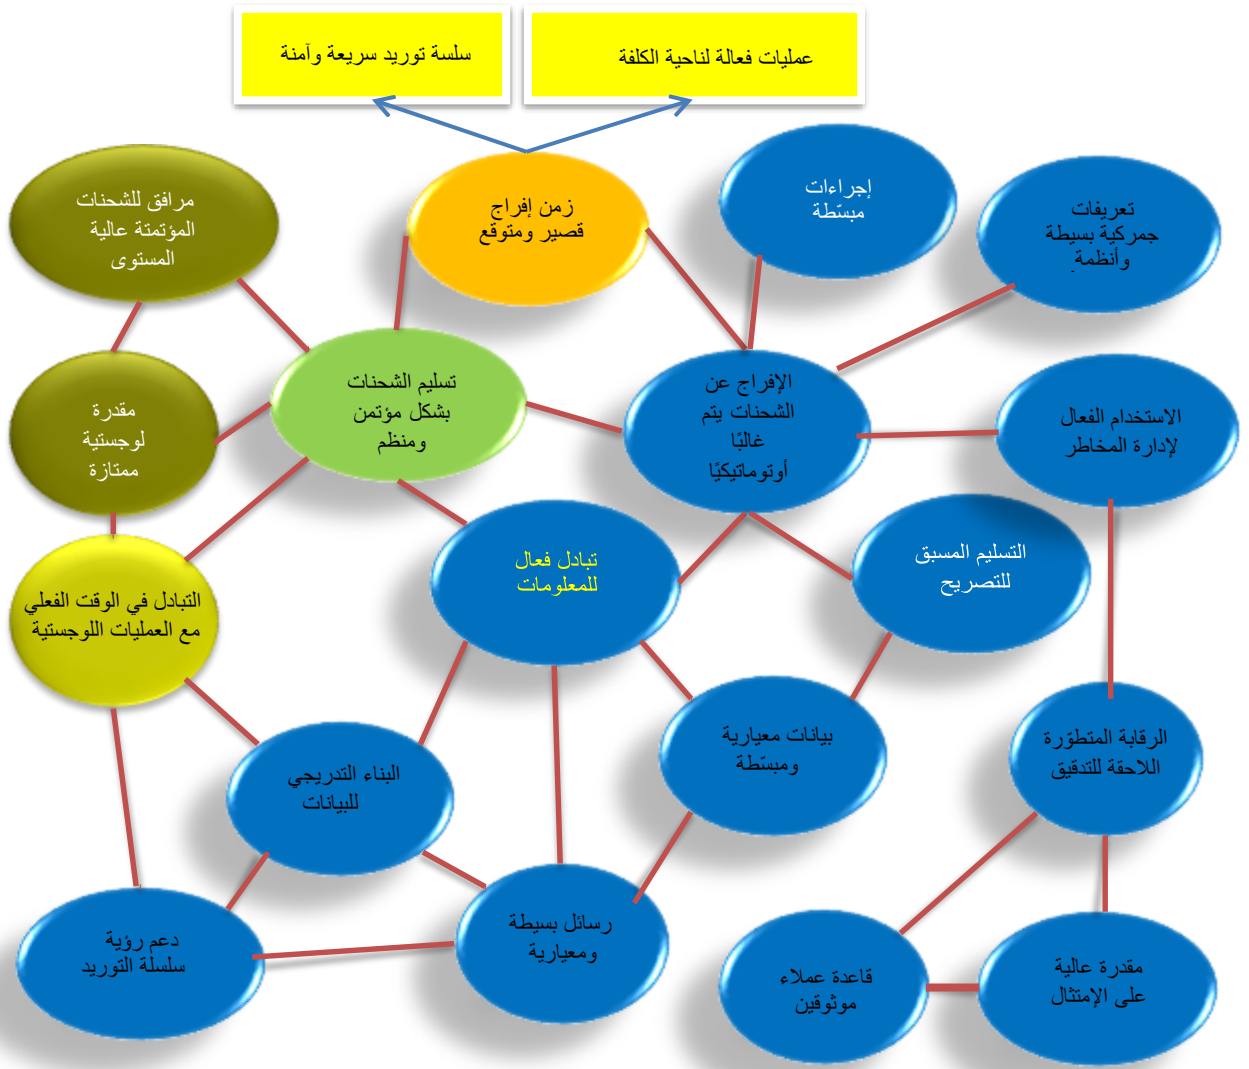 عمليات فعالة لناحية الكلفة
سلسة توريد سريعة وآمنة
إجراءات
مبسّطة
تعريفات
جمركية بسيطة
وأنظمة
زمن إفراج
قصير ومتوقع
مرافق للشحنات
المؤتمتة عالية
المستوى
الاستخدام الفعال
لإدارة المخاطر
الإفراج عن
الشحنات يتم
غالبًا
أوتوماتيكيًا
تسليم الشحنات
بشكل مؤتمن
ومنظم
مقدرة
لوجستية
ممتازة
التسليم المسبق
للتصريح
تبادل فعال
للمعلومات
التبادل في الوقت الفعلي
مع العمليات اللوجستية
الرقابة المتطوّرة
اللاحقة للتدقيق
بيانات معيارية
ومبسّطة
البناء التدريجي
للبيانات
مقدرة عالية
على الإمتثال
قاعدة عملاء
موثوقين
رسائل بسيطة
ومعيارية
دعم رؤية
سلسلة التوريد